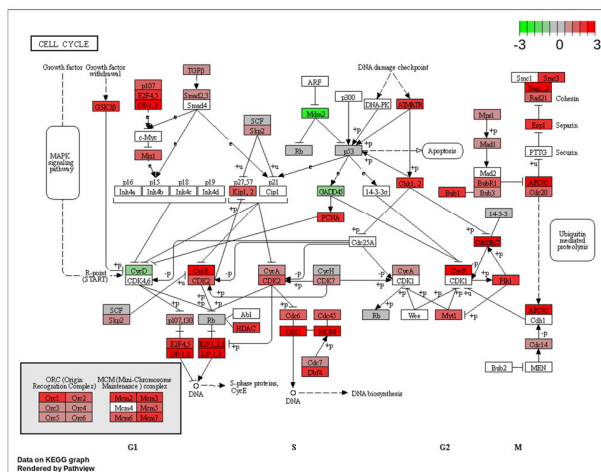 -3 0 3
CELL CYCLE
Growth factor
Growth factor
withdrawal
GSK3β
p107
E2F4,5
DP-1,2
TGFβ
Smad2,3
Smad4
c-Myc
Miz1
SCF
Skp2
ARF
Mdm2
Rb
p300
p53
DNA damage checkpoint
DNA-PK
ATMATR
Apoptosis
Smc1
Smc3
Stag1,2
Rad21
Cohesin
Esp1
Separin
PTTG
Securin
Mps1
Mad1
Mad2
BubR1
Bub3
Bub1
APC/C
Cdc20
MAPK
signaling
pathway
p16
Ink4a
p15
Ink4b
p18
Ink4c
p19
Ink4d
p27,57
Kip1, 2
p21
Cip1
GADD45
14-3-3σ
Chk1, 2
PCNA
Cdc25A
14-3-3
Cdc25B,C
Ubiquitin
mediated
proteolysis
R-point
(START)
CycD
CDK4,6
CycE
CDK2
CycA
CDK2
CycH
CDK7
CycA
CDK1
CycB
CDK1
Plk1
SCF
Skp2
p107,130
Rb
Abl
HDAC
E2F4,5
DP-1,2
E2F1,2,3
DP-1,2
Cdc6
Cdc45
ORC
MCM
Cdc7
Dbf4
Rb
Wee
Myt1
APC/C
Cdh1
Cdc14
Bub2
MEN
DNA
S-phase proteins,
CycE
DNA
DNA biosynthesis
ORC (Origin
Recognition Complex)
MCM (Mini-Chromosome
Maintenance) complex
Orc1 Orc2
Orc3 Orc4
Orc5 Orc6
Mcm2 Mcm3
Mcm4 Mcm5
Mcm6 Mcm7
G1 S G2 M
Data on KEGG graph
Rendered by Pathview